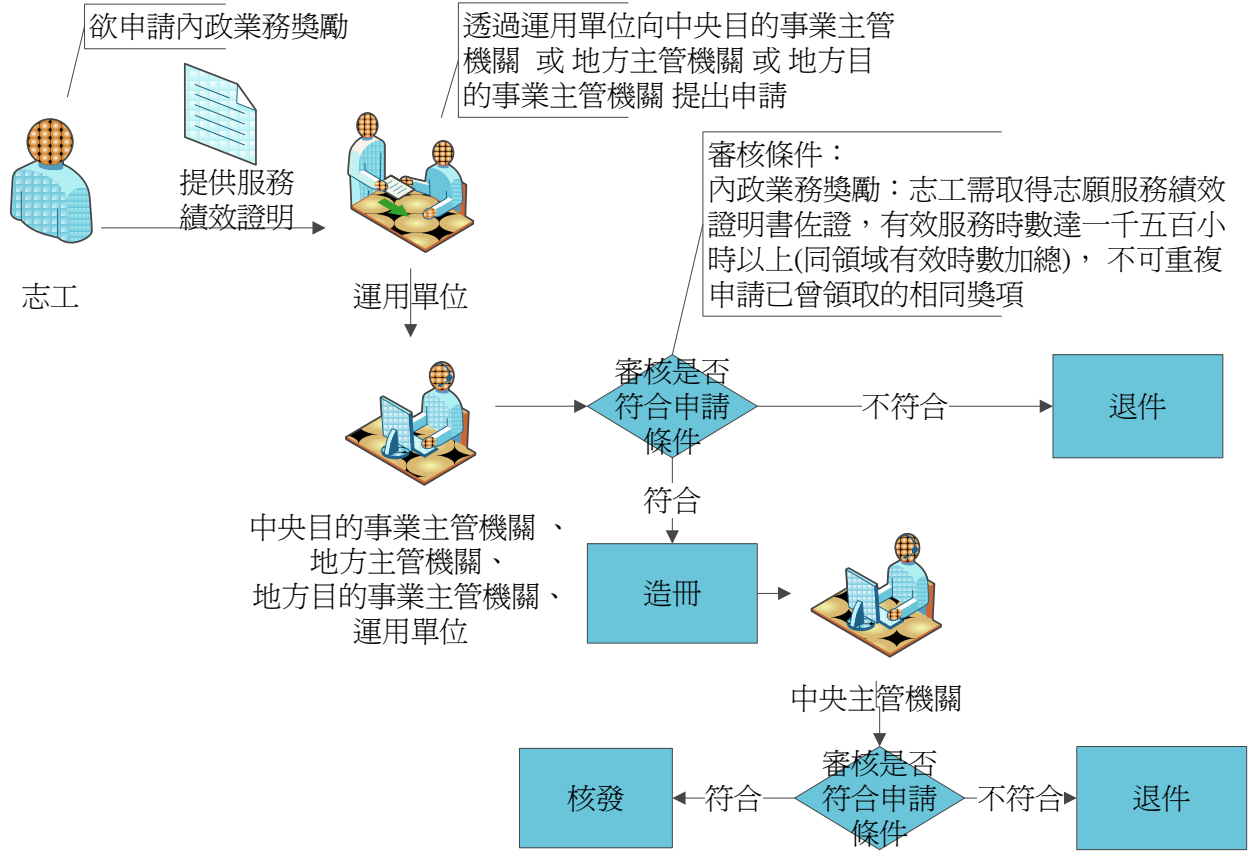 欲申請內政業務獎勵
透過運用單位向中央目的事業主管
機關 或 地方主管機關 或 地方目
的事業主管機關 提出申請
審核條件：
內政業務獎勵：志工需取得志願服務績效
證明書佐證，有效服務時數達一千五百小
時以上(同領域有效時數加總)， 不可重複
申請已曾領取的相同獎項
提供服務
績效證明
志工
運用單位
審核是否
符合申請
條件
不符合
退件
符合
中央目的事業主管機關 、
地方主管機關、
地方目的事業主管機關、
運用單位
造冊
中央主管機關
核發
符合
審核是否
符合申請
條件
不符合
退件